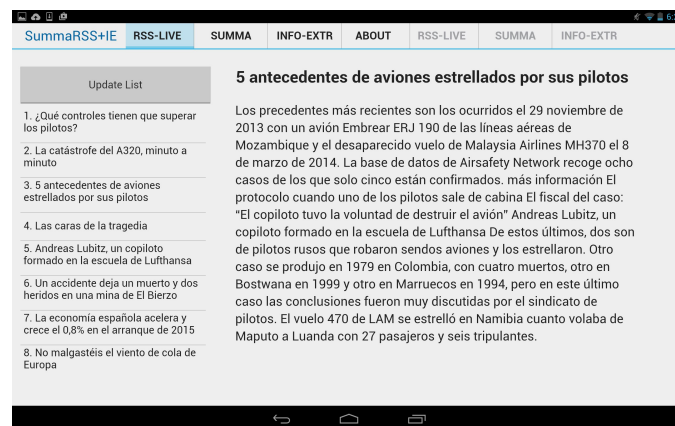 SummaRSS+IE RSS-LIVE SUMMA INFO-EXTR ABOUT RSS-LIVE SUMMA INFO-EXTR
Update List
1. ¿Qué controles tienen que superar
los pilotos?
2. La catástrofe del A320, minuto a
minuto
3. 5 antecedentes de aviones
estrellados por sus pilotos
4. Las caras de la tragedia
5. Andreas Lubitz, un copiloto
formado en la escuela de Lufthansa
6. Un accidente deja un muerto y dos
heridos en una mina de El Bierzo
7. La economía española acelera y
crece el 0,8% en el arranque de 2015
8. No malgastéis el viento de cola de
Europa
5 antecedentes de aviones estrellados por sus pilotos
Los precedentes más recientes son los ocurridos el 29 noviembre de
2013 con un avión Embrear ERJ 190 de las líneas aéreas de
Mozambique y el desaparecido vuelo de Malaysia Airlines MH370 el 8
de marzo de 2014. La base de datos de Airsafety Network recoge ocho
casos de los que solo cinco están confirmados. más información El
protocolo cuando uno de los pilotos sale de cabina El fiscal del caso:
“El copiloto tuvo la voluntad de destruir el avión” Andreas Lubitz, un
copiloto formado en la escuela de Lufthansa De estos últimos, dos son
de pilotos rusos que robaron sendos aviones y los estrellaron. Otro
caso se produjo en 1979 en Colombia, con cuatro muertos, otro en
Bostwana en 1999 y otro en Marruecos en 1994, pero en este último
caso las conclusiones fueron muy discutidas por el sindicato de
pilotos. El vuelo 470 de LAM se estrelló en Namibia cuanto volaba de
Maputo a Luanda con 27 pasajeros y seis tripulantes.